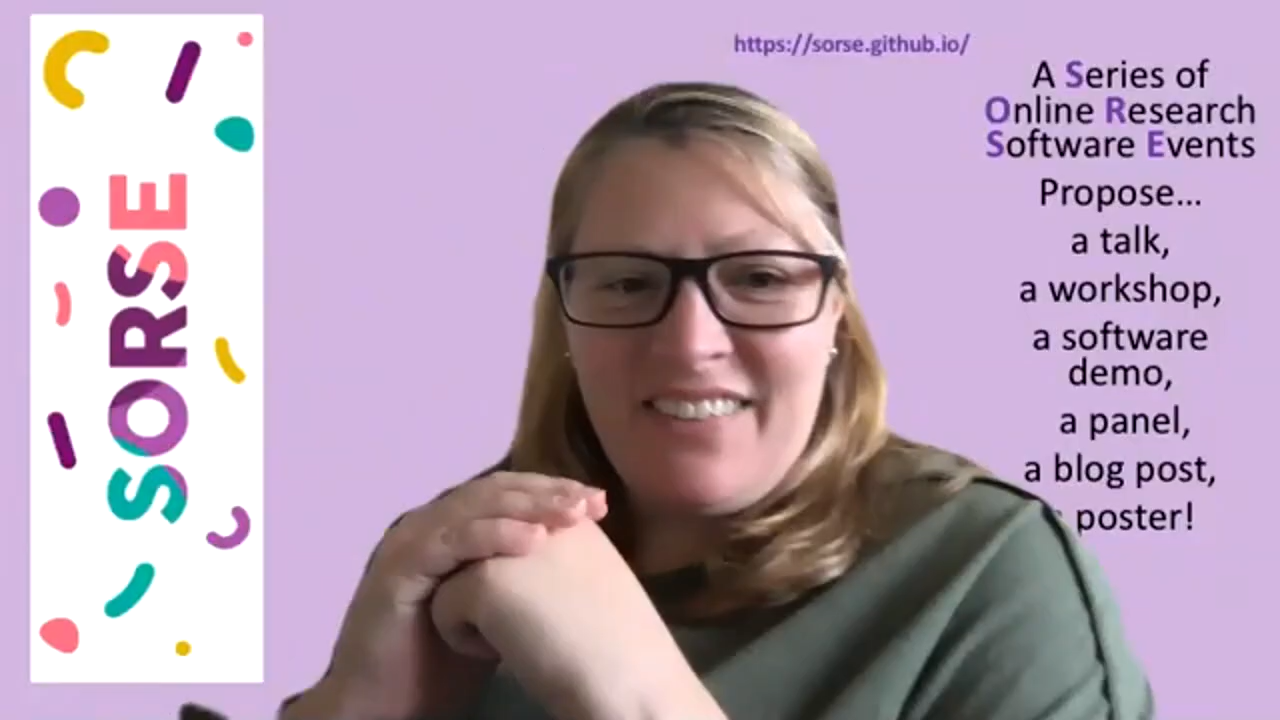 SORSE
https://sorse.github.io/
A Series of
Online Research
Software Events
Propose...
a talk,
a workshop,
a software
demo,
a panel,
a blog post,
poster!